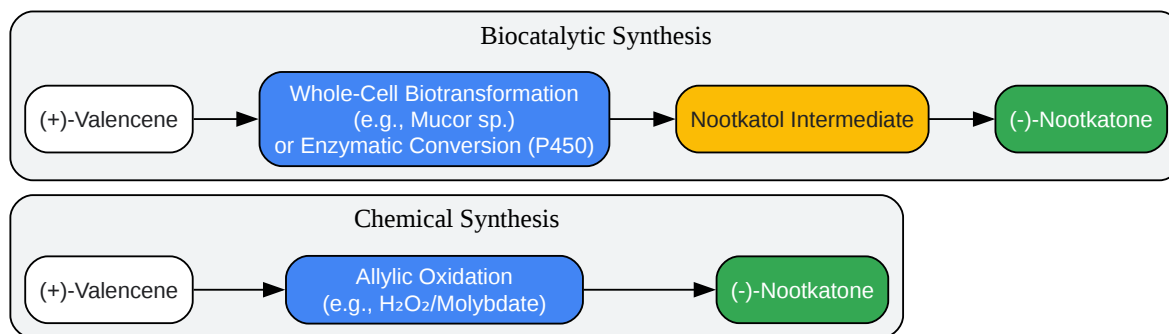 Biocatalytic Synthesis
(+)-Valencene
Whole-Cell Biotransformation
(e.g., Mucor sp.)
or Enzymatic Conversion (P450)
Nootkatol Intermediate
(-)-Nootkatone
Chemical Synthesis
(+)-Valencene
Allylic Oxidation
(e.g., H₂O₂/Molybdate)
(-)-Nootkatone